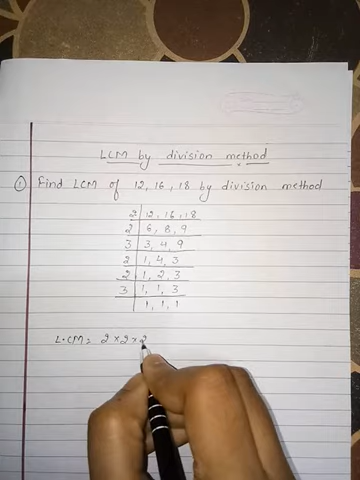 LCM by division method
① Find LCM of 12, 16, 18 by division method
2 | 12, 16, 18
2 | 6, 8, 9
3 | 3, 4, 9
2 | 1, 4, 3
2 | 1, 2, 3
3 | 1, 1, 3
| 1, 1, 1
L.CM = 2 × 2 × 2